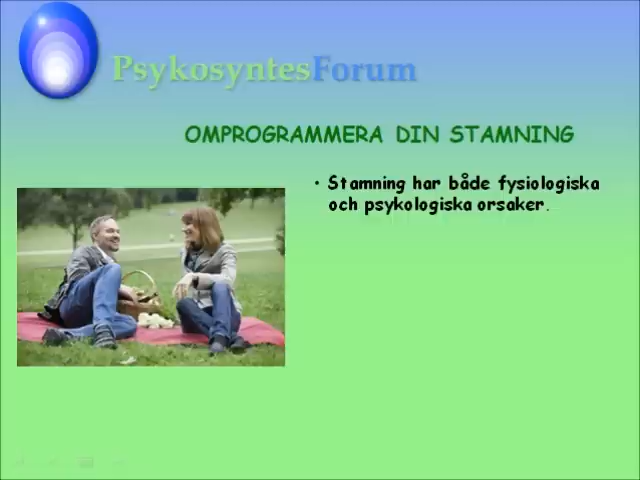 PsykosyntesForum
OMPROGRAMMERA DIN STAMNING
• Stamning har både fysiologiska
och psykologiska orsaker.